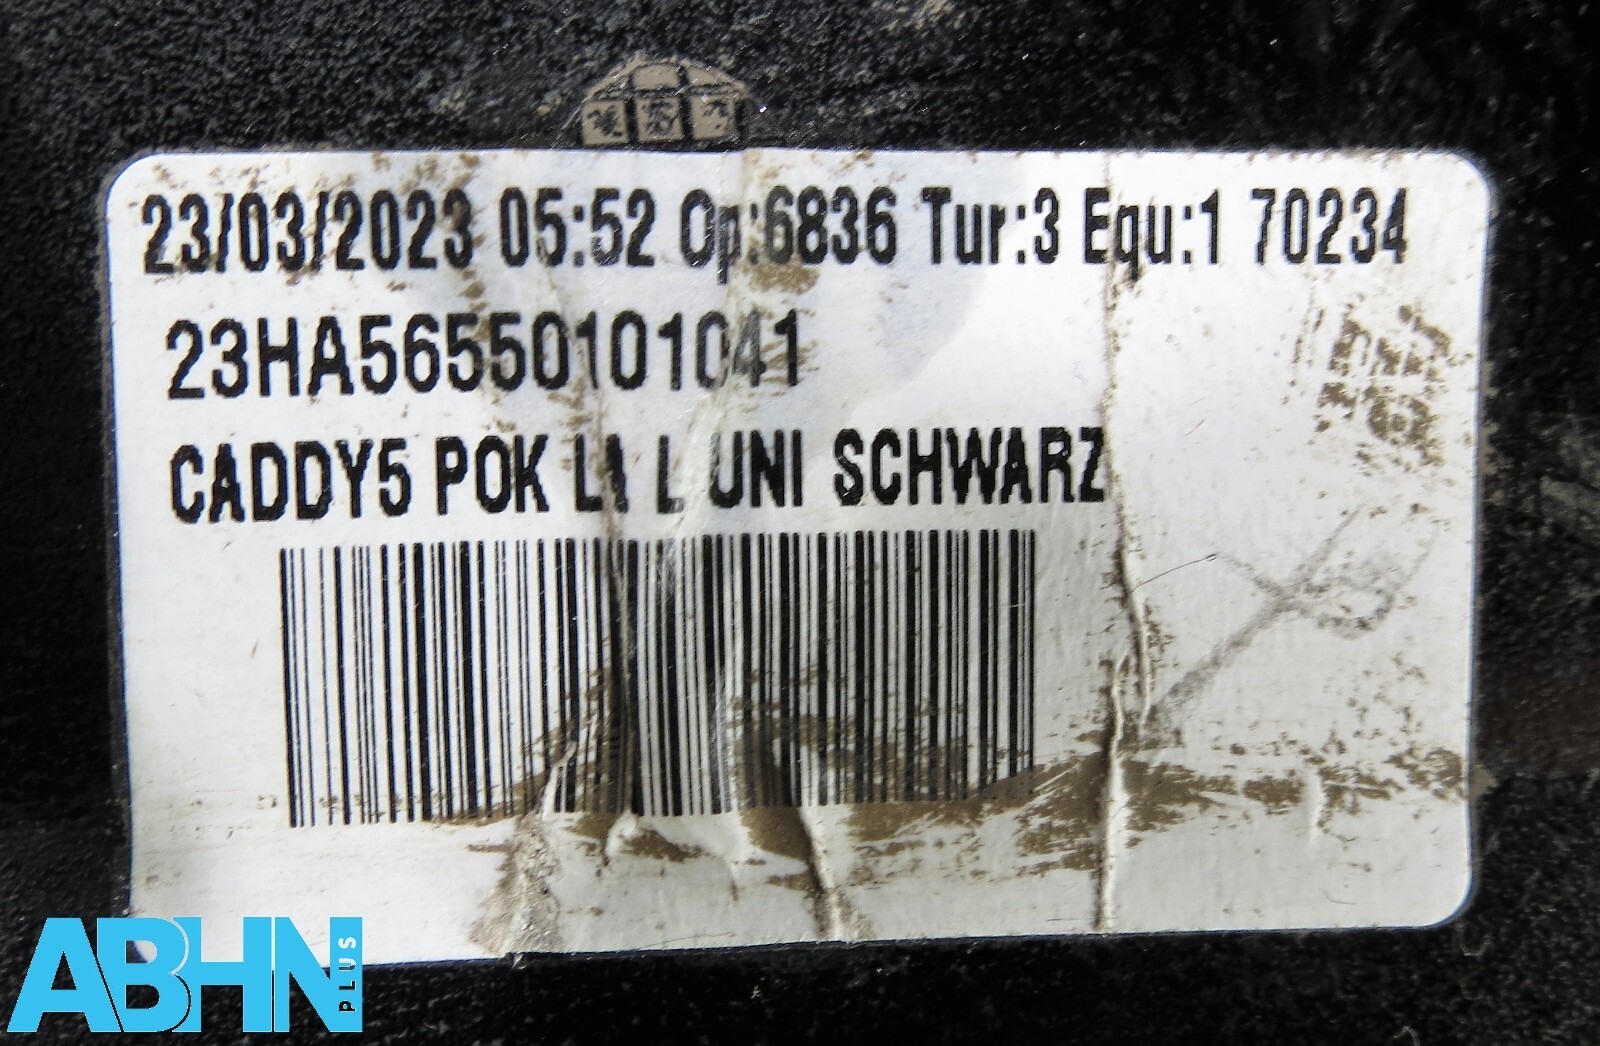 23/03/2023 05:52 Op:6836 Tur:3 Equ:1 70234
23HA56550101041
CADDY5 POK L UNI SCHWARZ
ABHN
PLUS